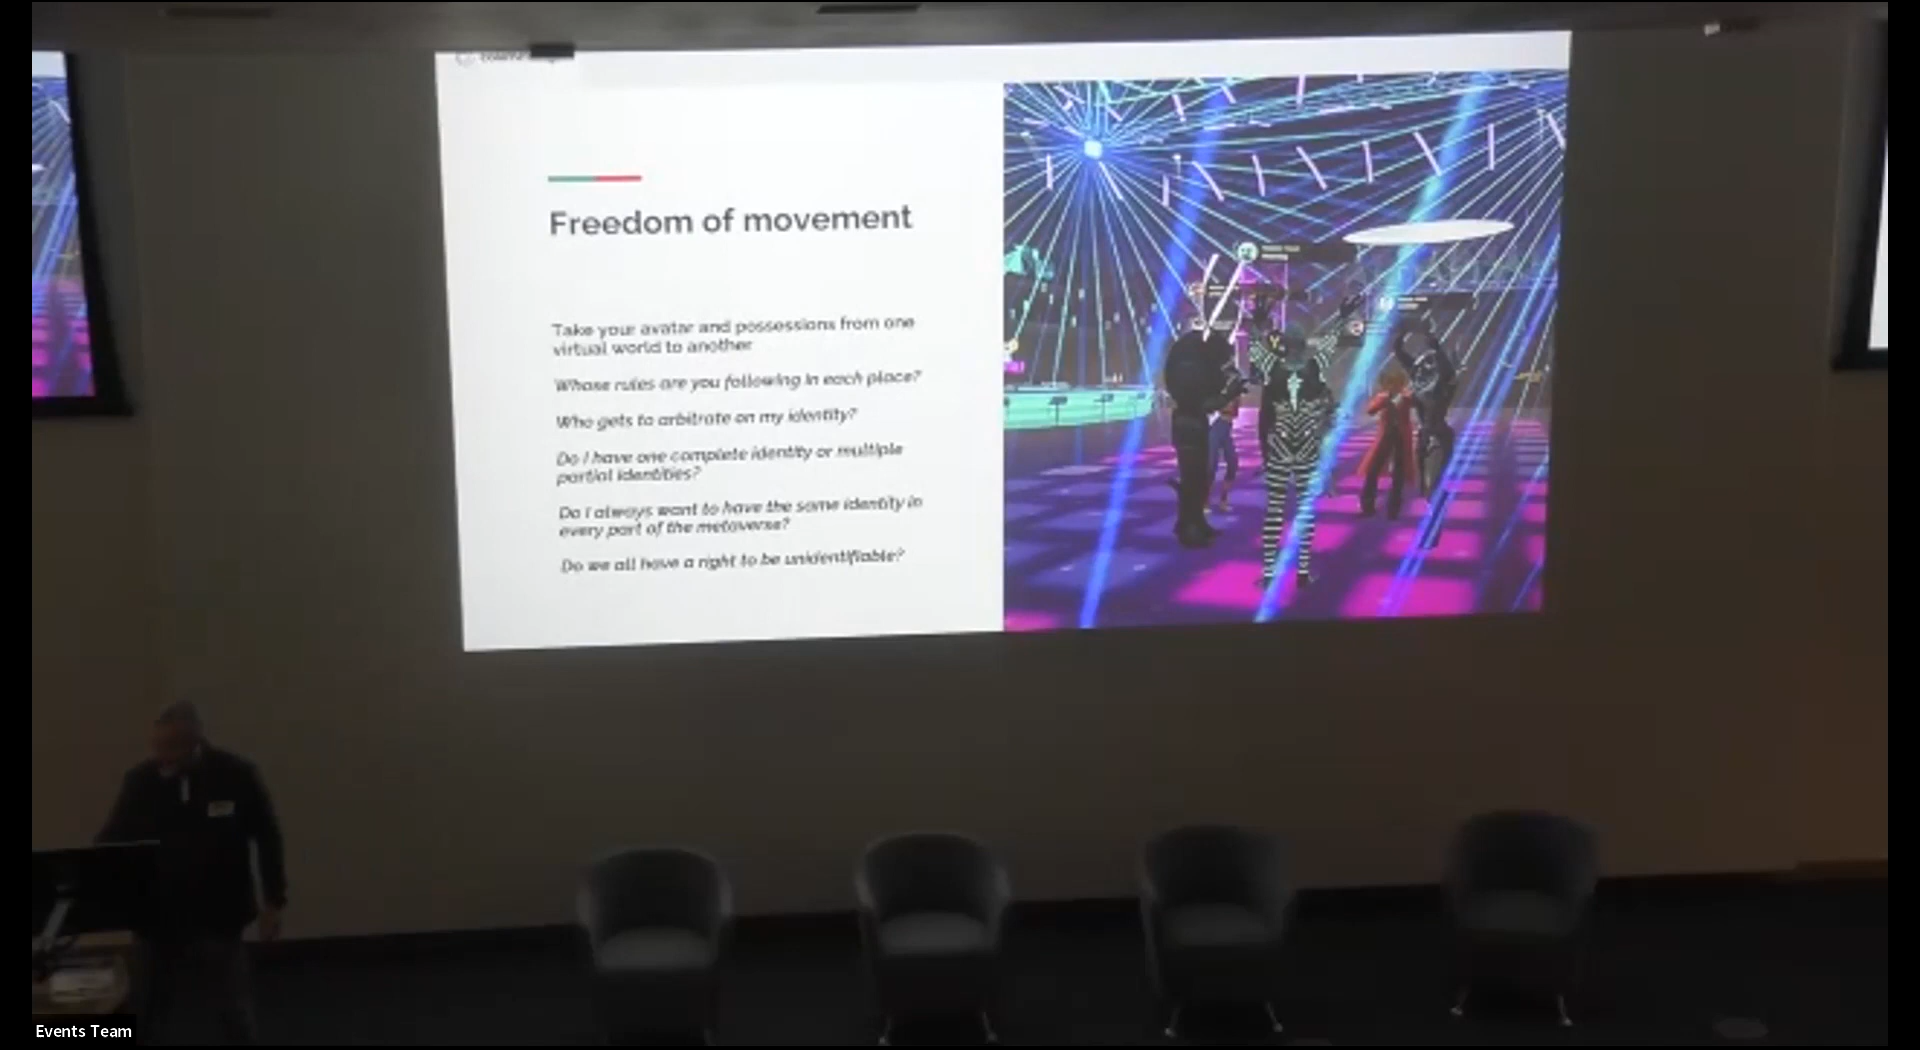 Freedom of movement
Take your avatar and possessions from one
virtual world to another
Whose rules are you following in each place?
Who gets to arbitrate on my identity?
Do I have one complete identity or multiple
partial identities?
Do I always want to have the same identity in
every part of the metaverse?
Do we all have a right to be unidentifiable?
Events Team